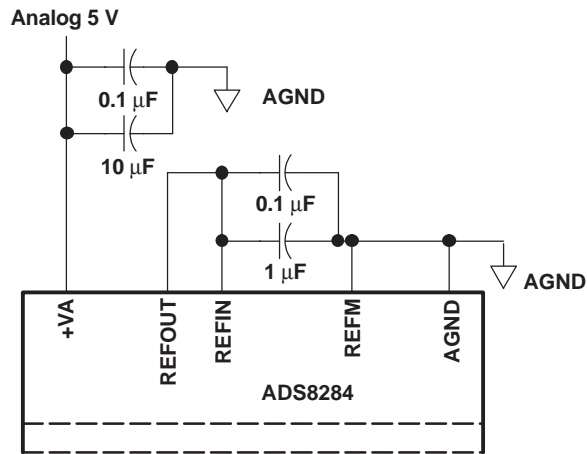 Analog 5 V
0.1 μF
AGND
10 μF
0.1 μF
1 μF
AGND
+VA
REFOUT
REFIN
REFM
AGND
ADS8284